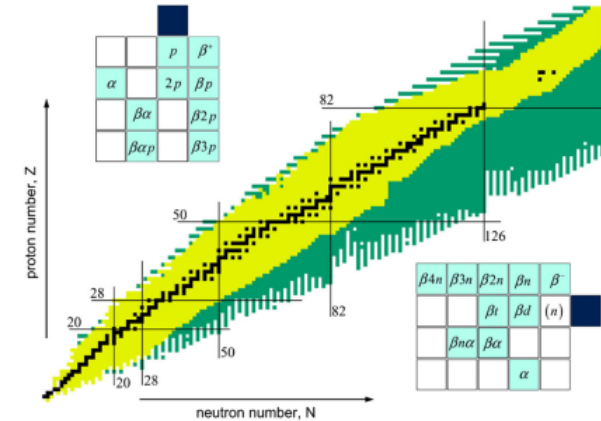 p β⁺
α 2p βp
βα β2p
βαp β3p
proton number, Z
82
50
28
20
20
28
50
82
126
β4n β3n β2n βn β⁻
βt βd (n)
βnα βα
α
neutron number, N